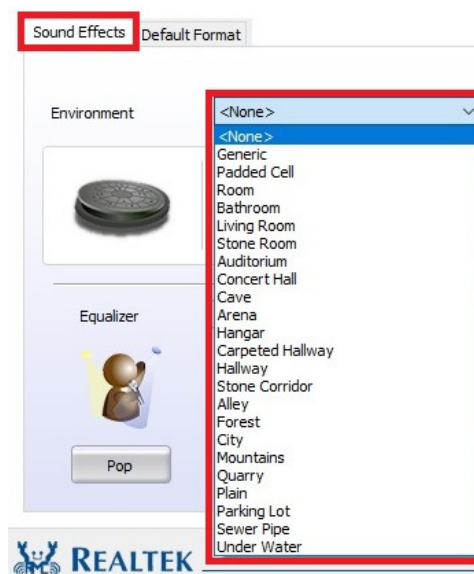 Sound Effects Default Format
Environment
<None>
<None>
Generic
Padded Cell
Room
Bathroom
Living Room
Stone Room
Auditorium
Concert Hall
Cave
Arena
Hangar
Carpeted Hallway
Hallway
Stone Corridor
Alley
Forest
City
Mountains
Quarry
Plain
Parking Lot
Sewer Pipe
Under Water
Equalizer
Pop
REALTEK